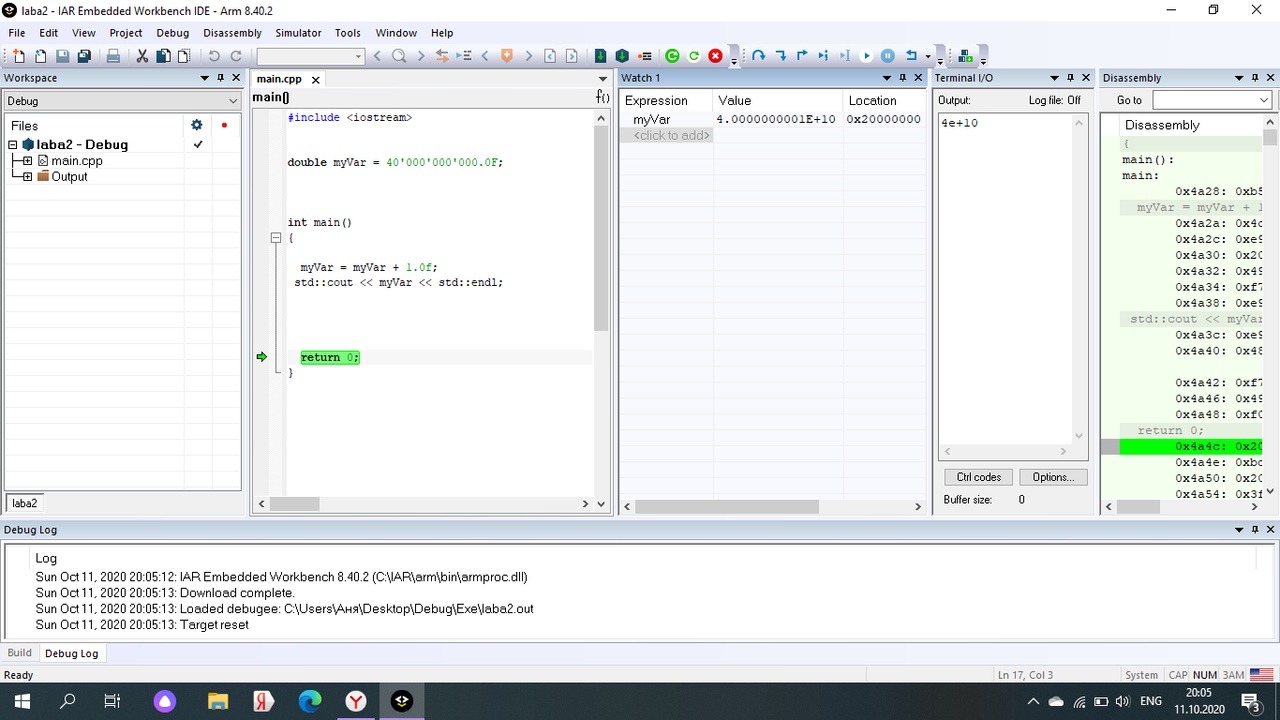 laba2 - IAR Embedded Workbench IDE - Arm 8.40.2
File Edit View Project Debug Disassembly Simulator Tools Window Help
Workspace
Debug
Files
laba2 - Debug
main.cpp
Output
laba2
main.cpp
main()
f()
#include <iostream>
double myVar = 40'000'000'000.0F;
int main()
{
myVar = myVar + 1.0f;
std::cout << myVar << std::endl;
return 0;
}
Watch 1
Expression Value Location
myVar 4.0000000001E+10 0x20000000
<click to add>
Terminal I/O
Output: Log file: Off
4e+10
Ctrl codes Options...
Buffer size: 0
Disassembly
Go to
Disassembly
{
main():
main:
0x4a28: 0xb5
myVar = myVar + 1
0x4a2a: 0x4c
0x4a2c: 0xe9
0x4a30: 0x20
0x4a32: 0x49
0x4a34: 0xf7
0x4a38: 0xe9
std::cout << myVar
0x4a3c: 0xe9
0x4a40: 0x48
0x4a42: 0xf7
0x4a46: 0x49
0x4a48: 0xf0
return 0;
0x4a4c: 0x20
0x4a4e: 0xbd
0x4a50: 0x20
0x4a54: 0x3f
Debug Log
Log
Sun Oct 11, 2020 20:05:12: IAR Embedded Workbench 8.40.2 (C:\IAR\arm\bin\armproc.dll)
Sun Oct 11, 2020 20:05:13: Download complete.
Sun Oct 11, 2020 20:05:13: Loaded debugee: C:\Users\Аня\Desktop\Debug\Exe\laba2.out
Sun Oct 11, 2020 20:05:13: Target reset
Build Debug Log
Ready Ln 17, Col 3 System CAP NUM ЗАМ
ENG
20:05
11.10.2020
3